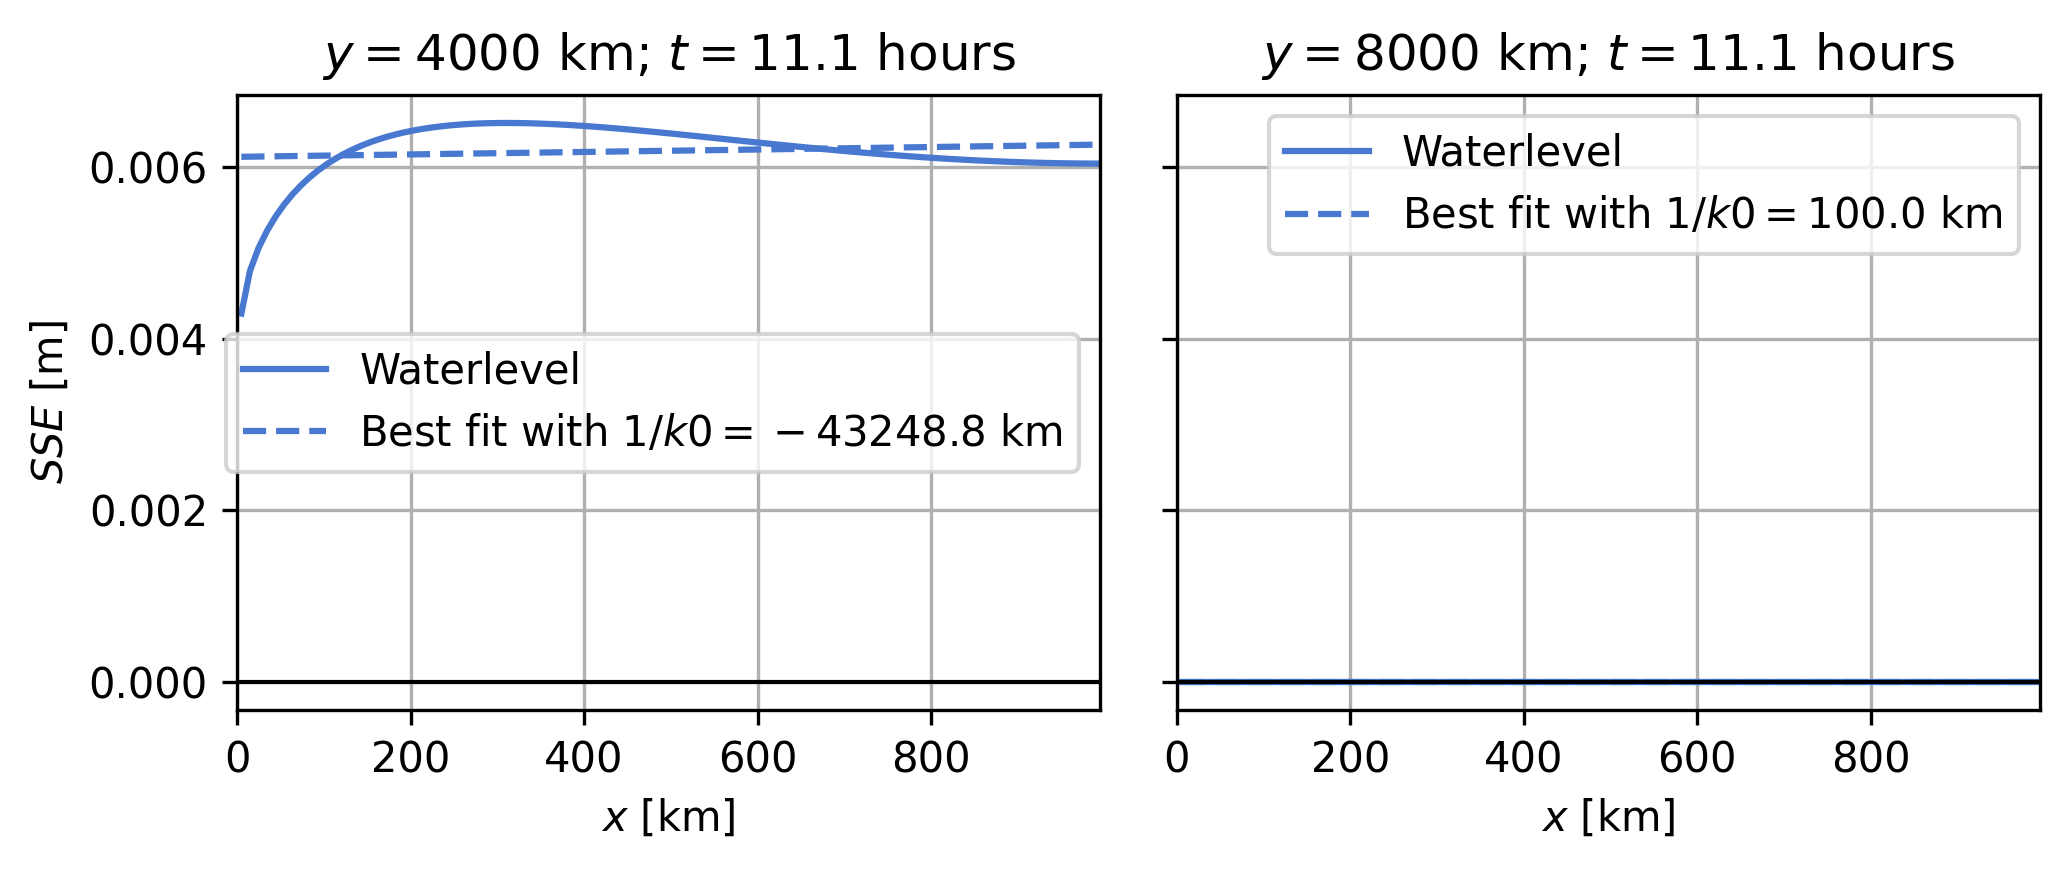 y = 4000 km; t = 11.1 hours
SSE [m]
0.006
0.004
0.002
0.000
Waterlevel
Best fit with 1/k0 = −43248.8 km
0 200 400 600 800
x [km]
y = 8000 km; t = 11.1 hours
Waterlevel
Best fit with 1/k0 = 100.0 km
0 200 400 600 800
x [km]